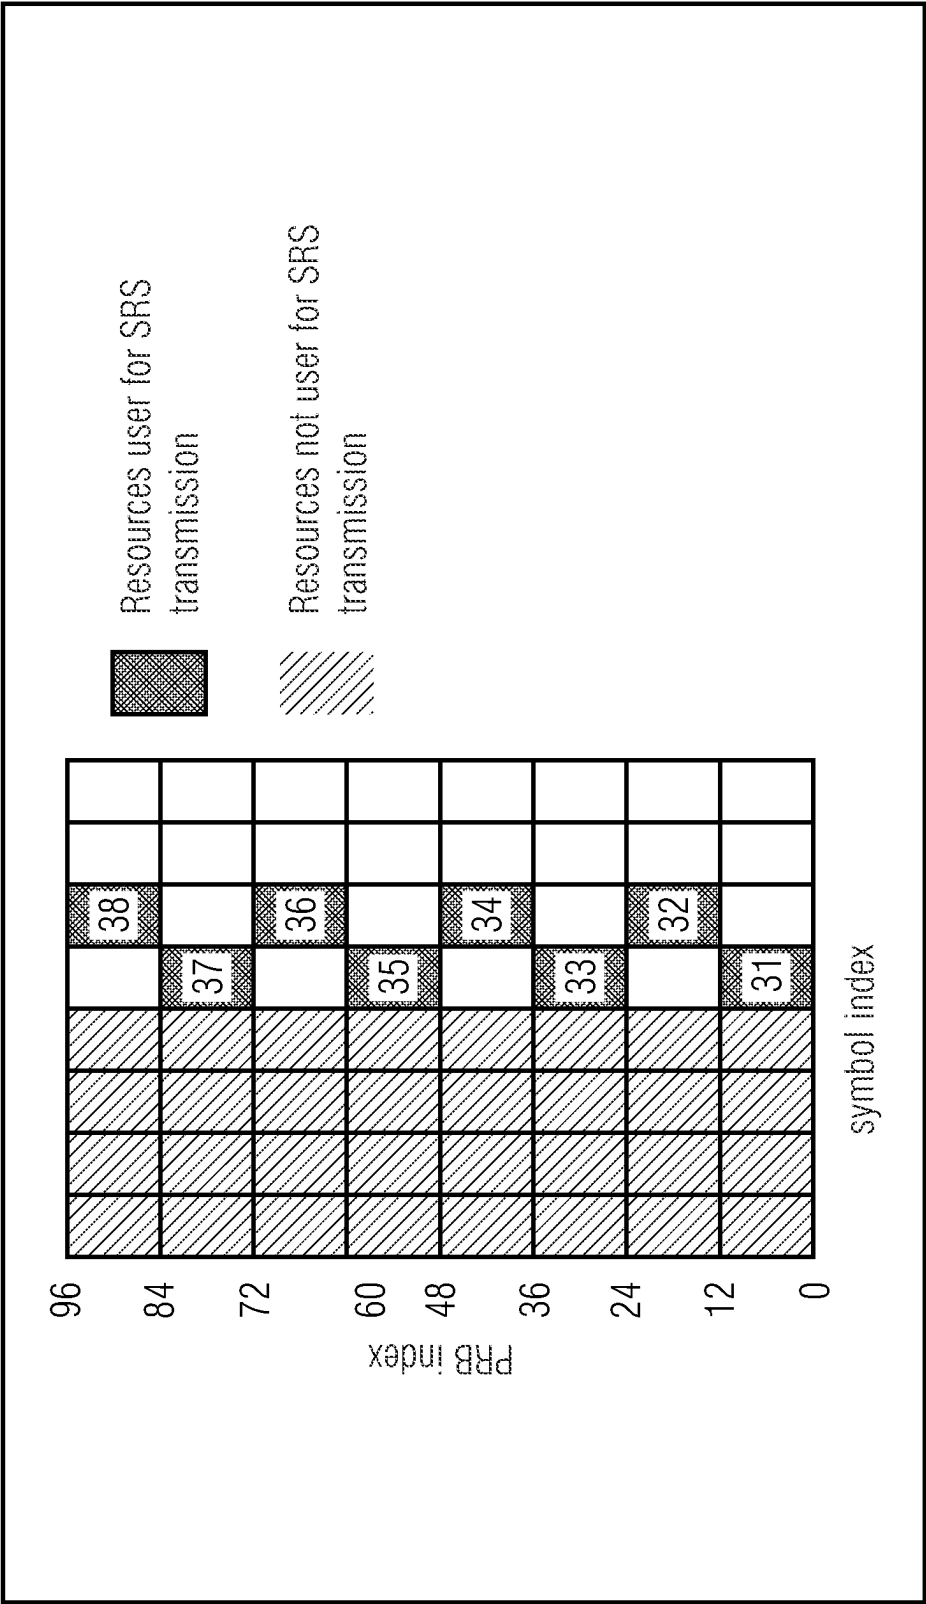 96
84
72
60
48
36
24
12
0
PRB index
38
37
36
35
34
33
32
31
symbol index
Resources user for SRS
transmission
Resources not user for SRS
transmission